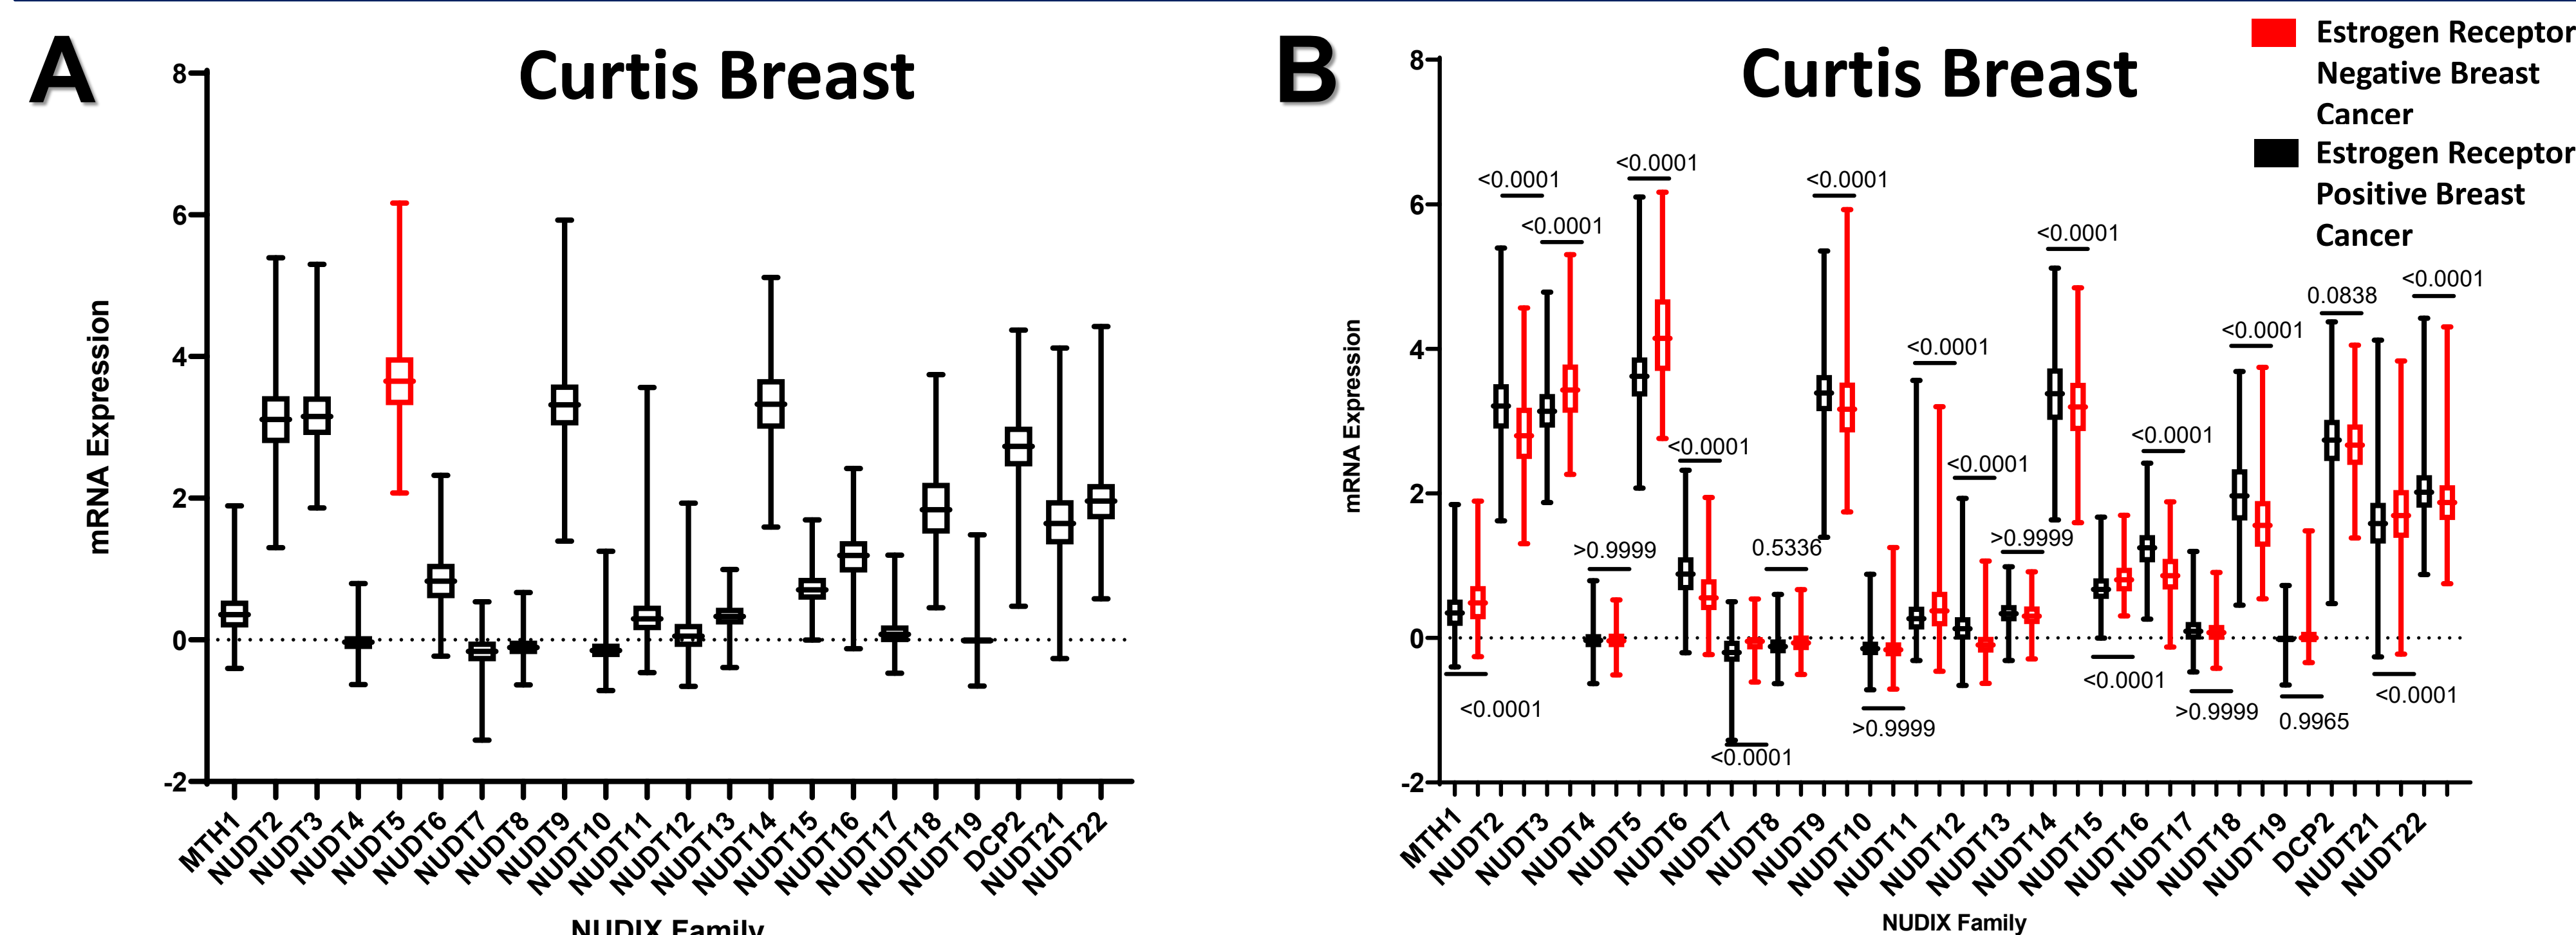 A
Curtis Breast
8
6
4
2
0
-2
mRNA Expression
MTH1
NUDT2
NUDT3
NUDT4
NUDT5
NUDT6
NUDT7
NUDT8
NUDT9
NUDT10
NUDT11
NUDT12
NUDT13
NUDT14
NUDT15
NUDT16
NUDT17
NUDT18
NUDT19
DCP2
NUDT21
NUDT22
NUDIX Family
B
Curtis Breast
Estrogen Receptor
Negative Breast
Cancer
Estrogen Receptor
Positive Breast
Cancer
8
6
4
2
0
-2
mRNA Expression
<0.0001
<0.0001
<0.0001
<0.0001
>0.9999
<0.0001
<0.0001
<0.0001
0.5336
<0.0001
>0.9999
<0.0001
<0.0001
>0.9999
<0.0001
<0.0001
<0.0001
>0.9999
<0.0001
0.9965
0.0838
<0.0001
<0.0001
MTH1
NUDT2
NUDT3
NUDT4
NUDT5
NUDT6
NUDT7
NUDT8
NUDT9
NUDT10
NUDT11
NUDT12
NUDT13
NUDT14
NUDT15
NUDT16
NUDT17
NUDT18
NUDT19
DCP2
NUDT21
NUDT22
NUDIX Family